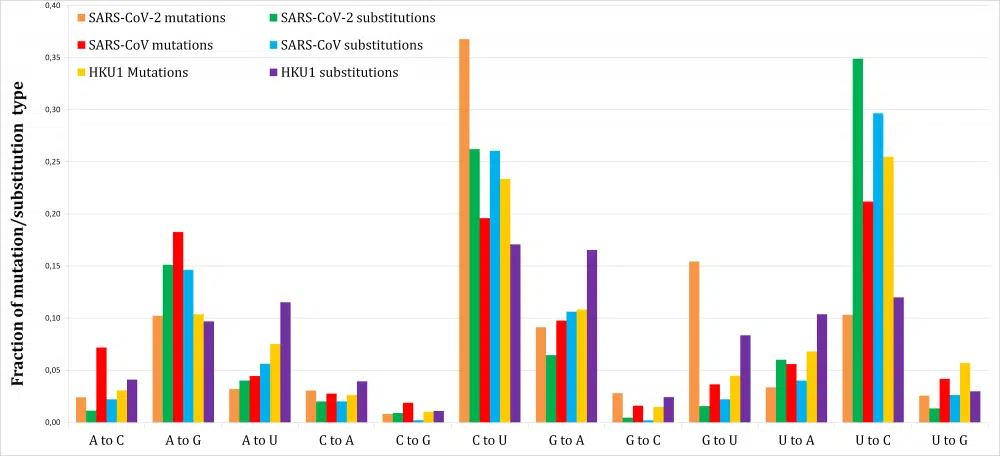 Fraction of mutation/substitution type
0,40
0,35
0,30
0,25
0,20
0,15
0,10
0,05
0,00
SARS-CoV-2 mutations
SARS-CoV-2 substitutions
SARS-CoV mutations
SARS-CoV substitutions
HKU1 Mutations
HKU1 substitutions
A to C
A to G
A to U
C to A
C to G
C to U
G to A
G to C
G to U
U to A
U to C
U to G